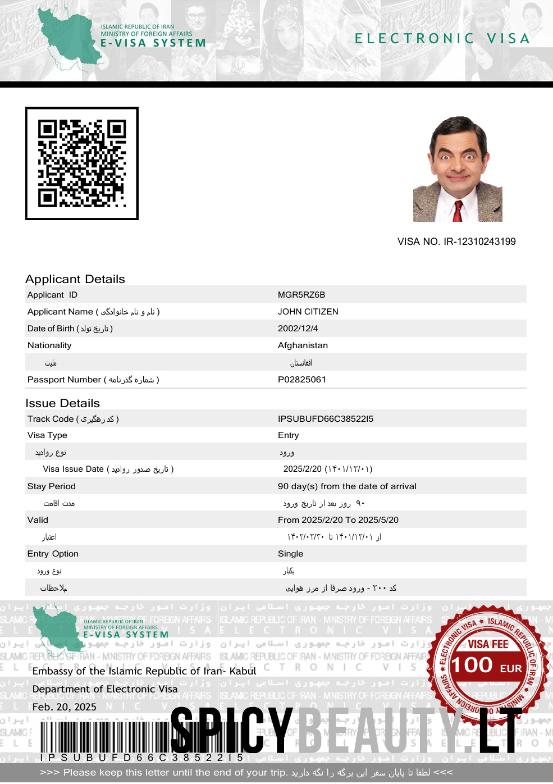 ISLAMIC REPUBLIC OF IRAN
MINISTRY OF FOREIGN AFFAIRS
E-VISA SYSTEM
ELECTRONIC VISA
VISA NO. IR-12310243199
Applicant Details
Applicant ID MGR5RZ6B
Applicant Name ( نام و نام خانوادگی ) JOHN CITIZEN
Date of Birth ( تاریخ تولد ) 2002/12/4
Nationality Afghanistan
ملیت افغانستان
Passport Number ( شماره گذرنامه ) P02825061
Issue Details
Track Code ( کد رهگیری ) IPSUBUFD66C38522I5
Visa Type Entry
نوع روادید ورود
Visa Issue Date ( تاریخ صدور روادید ) 2025/2/20 (۱۴۰۱/۱۲/۰۱)
Stay Period 90 day(s) from the date of arrival
مدت اقامت ۹۰ روز بعد از تاریخ ورود
Valid From 2025/2/20 To 2025/5/20
اعتبار از ۱۴۰۱/۱۲/۰۱ تا ۱۴۰۲/۰۲/۳۰
Entry Option Single
نوع ورود یکبار
ملاحظات کد ۲۰۰ - ورود صرفا از مرز هوایی
ISLAMIC REPUBLIC OF IRAN
MINISTRY OF FOREIGN AFFAIRS
E-VISA SYSTEM
Embassy of the Islamic Republic of Iran- Kabul
Department of Electronic Visa
Feb. 20, 2025
ELECTRONIC VISA ISLAMIC REPUBLIC OF IRAN MINISTRY OF FOREIGN AFFAIRS
VISA FEE
100 EUR
SPICYBEAUTY.LT
IPSUBUFD66C38522I5
>>> Please keep this letter until the end of your trip. لطفا تا پایان سفر این برگه را نگه دارید <<<